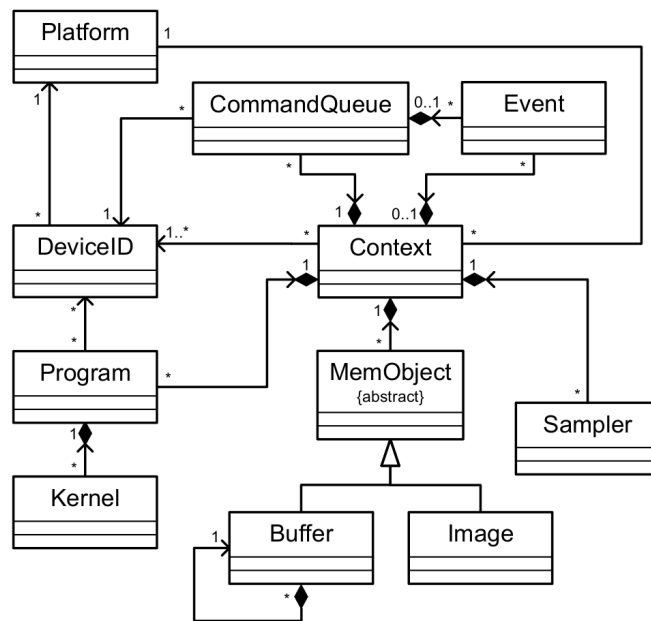 Platform
1
1
*
CommandQueue
0..1
*
Event
*
*
1
*
1
0..1
DeviceID
1..*
*
Context
*
1
1
*
*
1
*
Program
*
MemObject
{abstract}
1
*
*
Sampler
Kernel
1
Buffer
Image
*